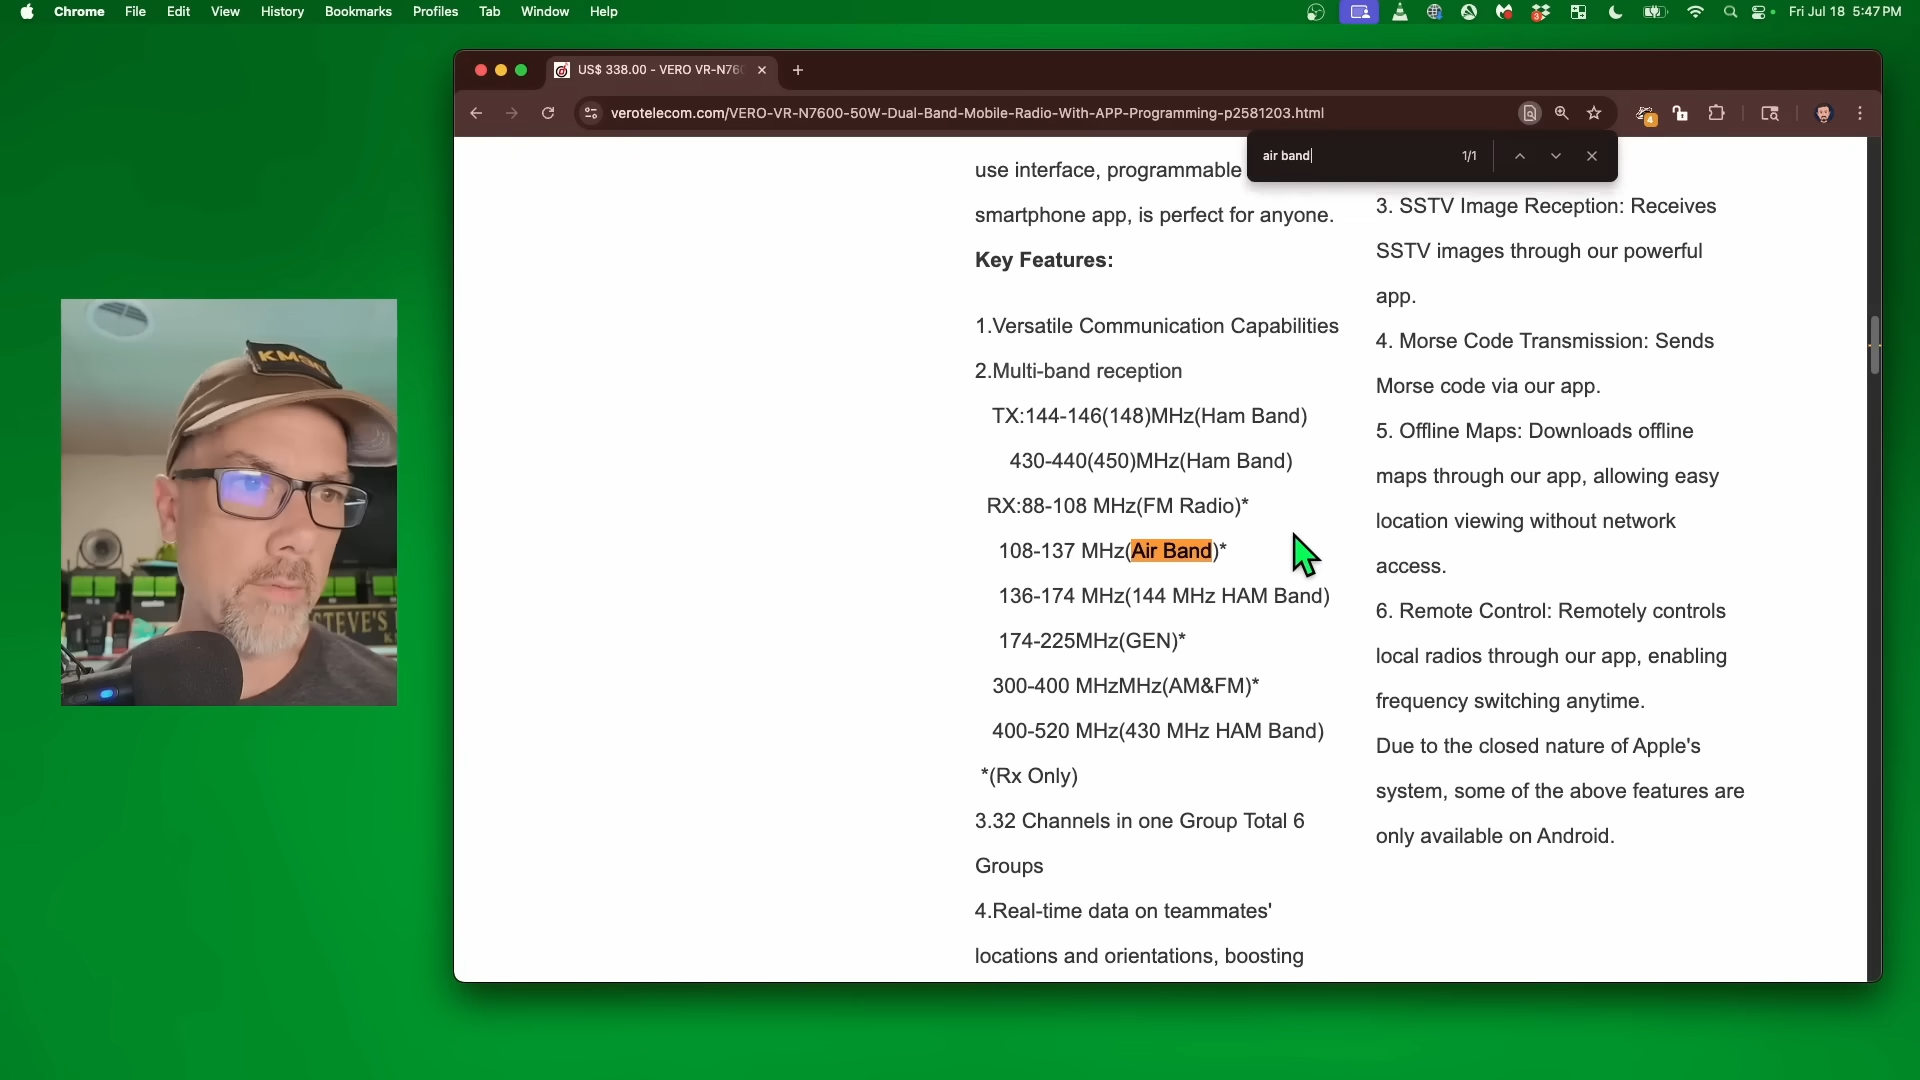 Chrome File Edit View History Bookmarks Profiles Tab Window Help
3
Fri Jul 18 5:47 PM
US$ 338.00 - VERO VR-N760
verotelecom.com/VERO-VR-N7600-50W-Dual-Band-Mobile-Radio-With-APP-Programming-p2581203.html
4
air band 1/1
use interface, programmable
smartphone app, is perfect for anyone.
Key Features:
1.Versatile Communication Capabilities
2.Multi-band reception
TX:144-146(148)MHz(Ham Band)
430-440(450)MHz(Ham Band)
RX:88-108 MHz(FM Radio)*
108-137 MHz(Air Band)*
136-174 MHz(144 MHz HAM Band)
174-225MHz(GEN)*
300-400 MHzMHz(AM&FM)*
400-520 MHz(430 MHz HAM Band)
*(Rx Only)
3.32 Channels in one Group Total 6
Groups
4.Real-time data on teammates'
locations and orientations, boosting
3. SSTV Image Reception: Receives
SSTV images through our powerful
app.
4. Morse Code Transmission: Sends
Morse code via our app.
5. Offline Maps: Downloads offline
maps through our app, allowing easy
location viewing without network
access.
6. Remote Control: Remotely controls
local radios through our app, enabling
frequency switching anytime.
Due to the closed nature of Apple's
system, some of the above features are
only available on Android.
STEVE'S